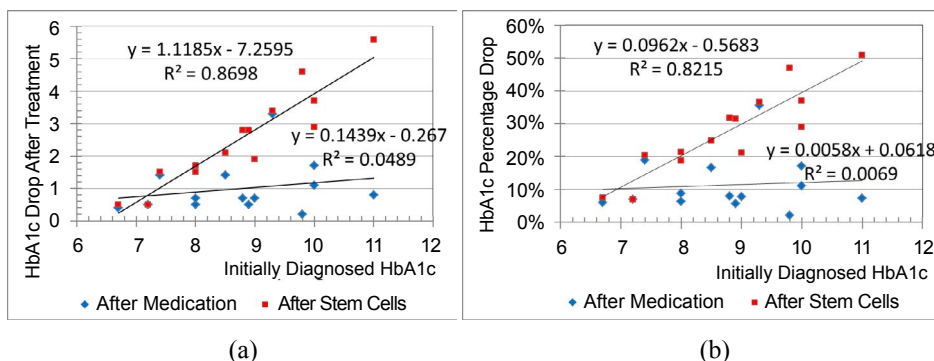 HbA1c Drop After Treatment
6
5
4
3
2
1
0
y = 1.1185x - 7.2595
R² = 0.8698
y = 0.1439x - 0.267
R² = 0.0489
6 7 8 9 10 11 12
Initially Diagnosed HbA1c
After Medication After Stem Cells
(a)
HbA1c Percentage Drop
60%
50%
40%
30%
20%
10%
0%
y = 0.0962x - 0.5683
R² = 0.8215
y = 0.0058x + 0.0618
R² = 0.0069
6 7 8 9 10 11 12
Initially Diagnosed HbA1c
After Medication After Stem Cells
(b)